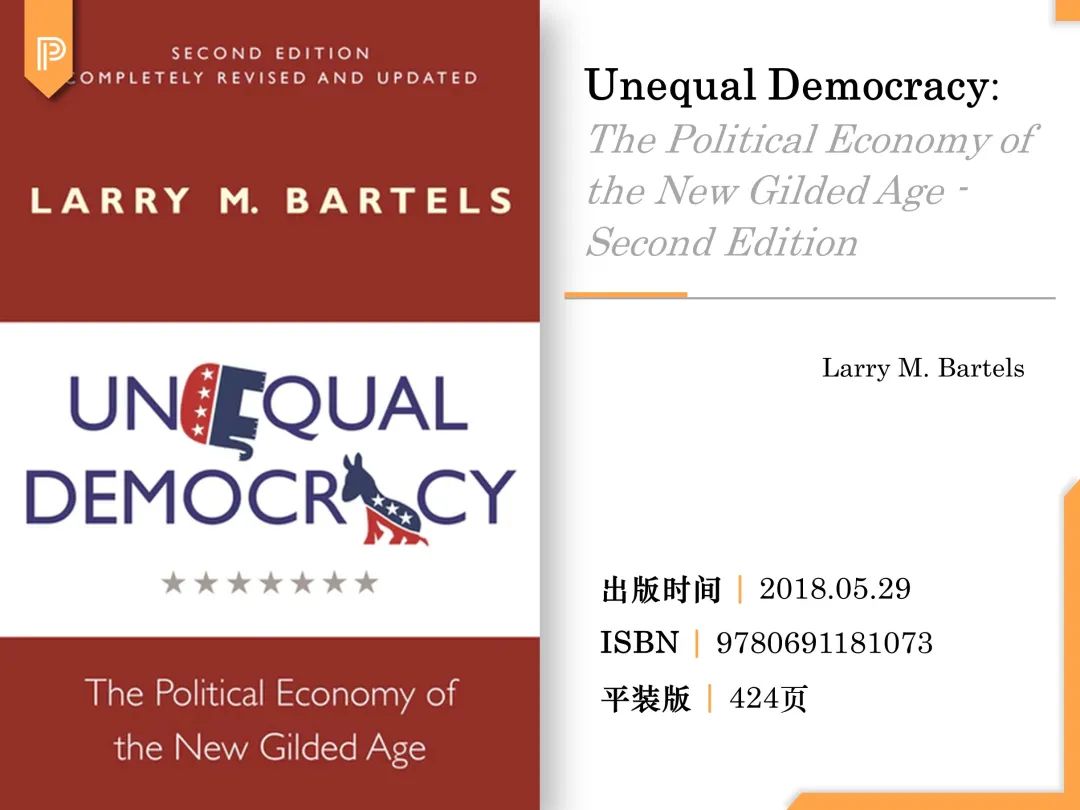 SECOND EDITION
COMPLETELY REVISED AND UPDATED
LARRY M. BARTELS
UNEQUAL
DEMOCRACY
The Political Economy of
the New Gilded Age
Unequal Democracy:
The Political Economy of
the New Gilded Age -
Second Edition
Larry M. Bartels
出版时间 | 2018.05.29
ISBN | 9780691181073
平装版 | 424页